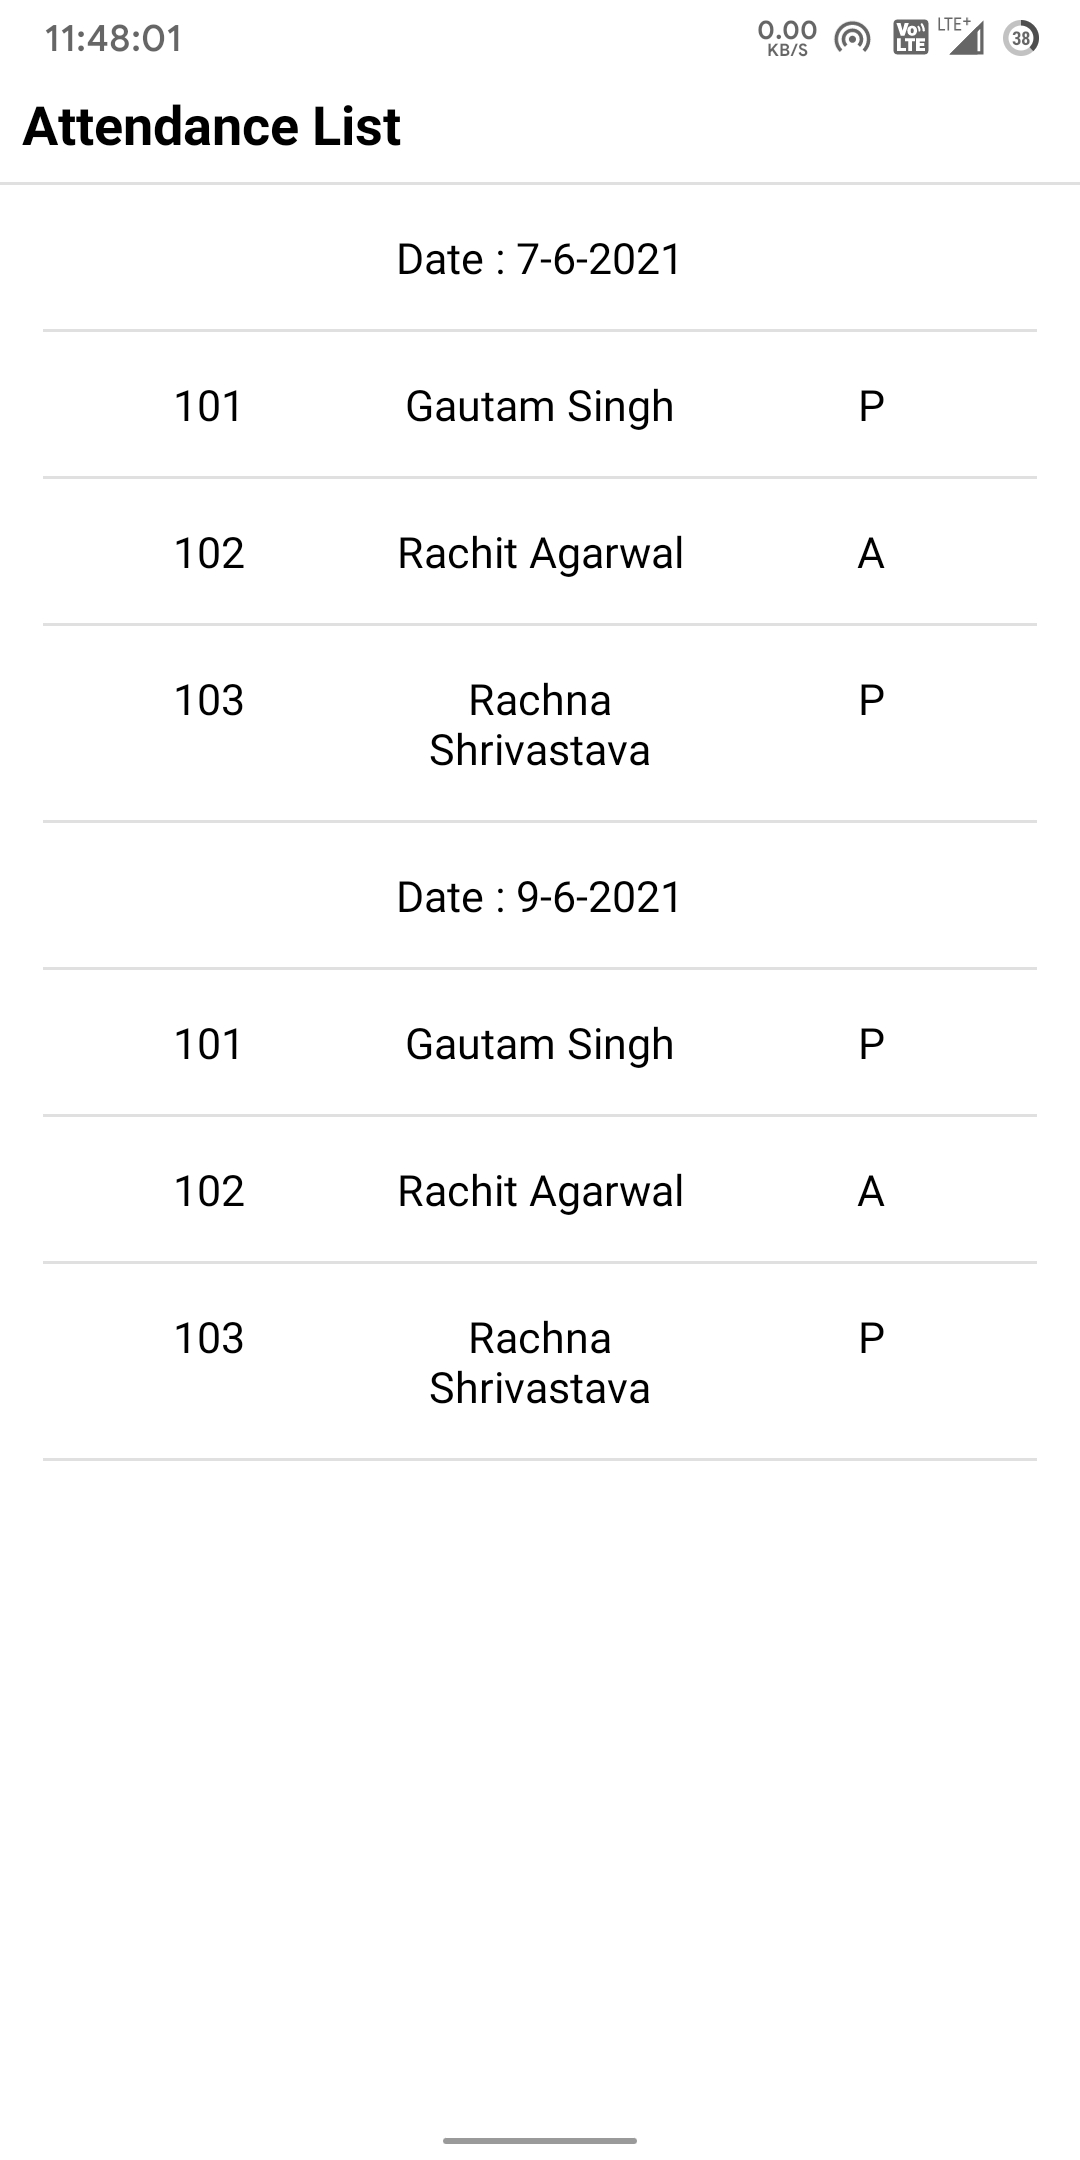 11:48:01 0.00 KB/S Vo LTE LTE+ 38
Attendance List
Date : 7-6-2021
101 Gautam Singh P
102 Rachit Agarwal A
103 Rachna P
Shrivastava
Date : 9-6-2021
101 Gautam Singh P
102 Rachit Agarwal A
103 Rachna P
Shrivastava